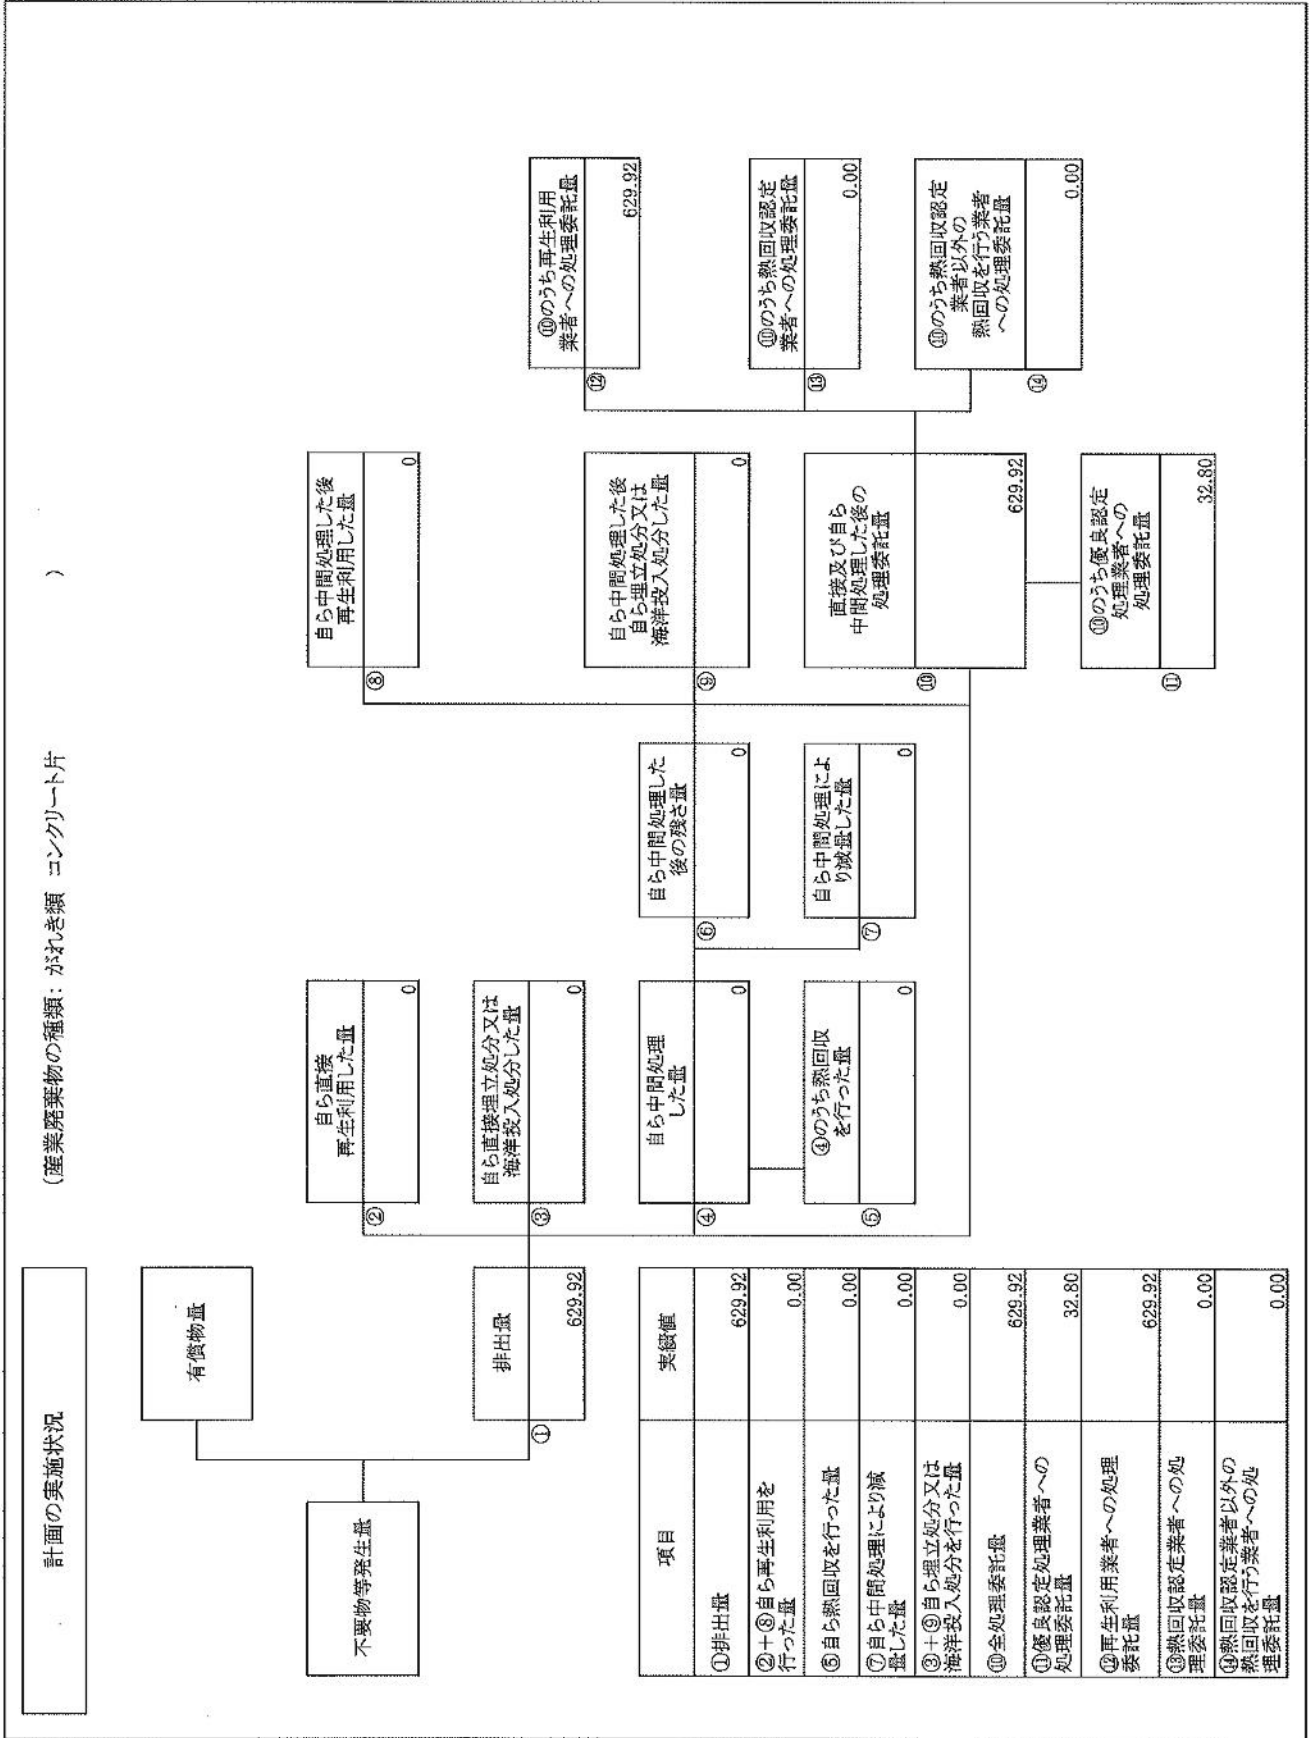 計画の実施状況
(産業廃棄物の種類: がれき類 コンクリート片 )
不要物等発生量
有償物量
①
排出量
629.92
②
自ら直接
再生利用した量
0
③
自ら直接埋立処分又は
海洋投入処分した量
0
④
自ら中間処理
した量
0
⑤
④のうち熱回収
を行った量
0
⑥
自ら中間処理した
後の残さ量
0
⑦
自ら中間処理によ
り減量した量
0
⑧
自ら中間処理した後
再生利用した量
0
⑨
自ら中間処理した後
自ら埋立処分又は
海洋投入処分した量
0
⑩
直接及び自ら
中間処理した後の
処理委託量
629.92
⑪
⑩のうち優良認定
処理業者への
処理委託量
32.80
⑫
⑩のうち再生利用
業者への処理委託量
629.92
⑬
⑩のうち熱回収認定
業者への処理委託量
0.00
⑭
⑩のうち熱回収認定
業者以外の
熱回収を行う業者
への処理委託量
0.00
項目 実績値
①排出量 629.92
②+⑧自ら再生利用を
行った量 0.00
⑤自ら熱回収を行った量 0.00
⑦自ら中間処理により減
量した量 0.00
③+⑨自ら埋立処分又は
海洋投入処分を行った量 0.00
⑩全処理委託量 629.92
⑪優良認定処理業者への
処理委託量 32.80
⑫再生利用業者への処理
委託量 629.92
⑬熱回収認定業者への処
理委託量 0.00
⑭熱回収認定業者以外の
熱回収を行う業者への処
理委託量 0.00